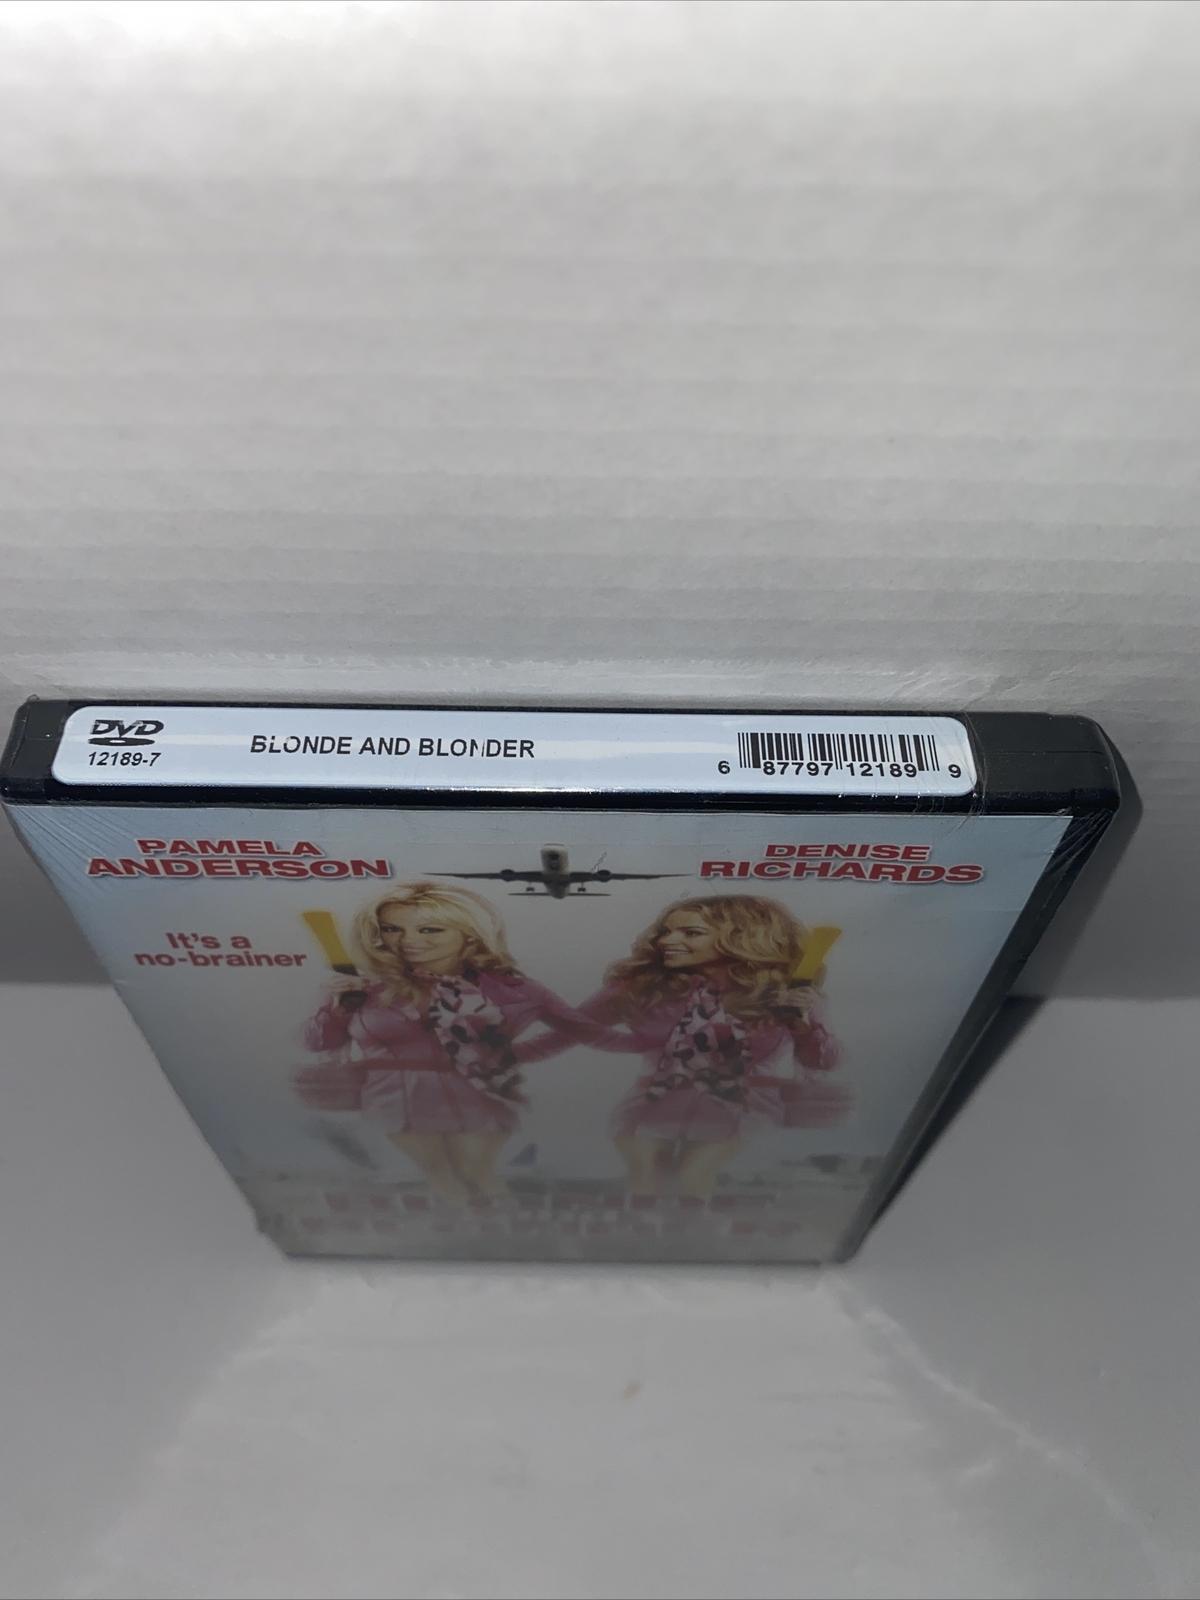 DVD
12189-7
BLONDE AND BLONDER
6 87797 12189 9
PAMELA
ANDERSON
DENISE
RICHARDS
It's a
no-brainer